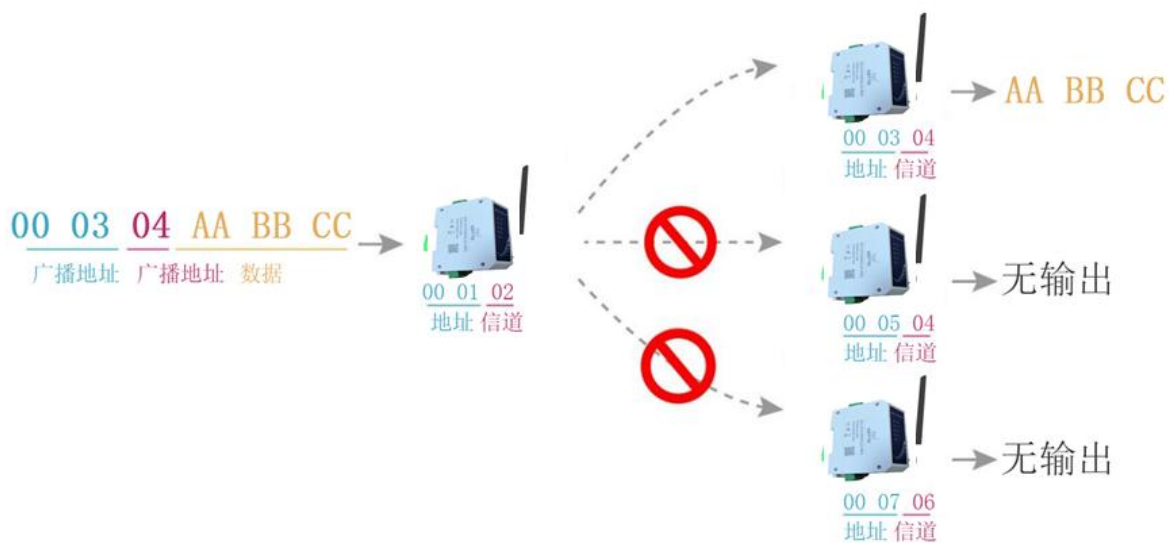 AA BB CC
00 03 04
地址 信道
00 03 04 AA BB CC
广播地址 广播地址 数据
00 01 02
地址 信道
无输出
00 05 04
地址 信道
无输出
00 07 06
地址 信道